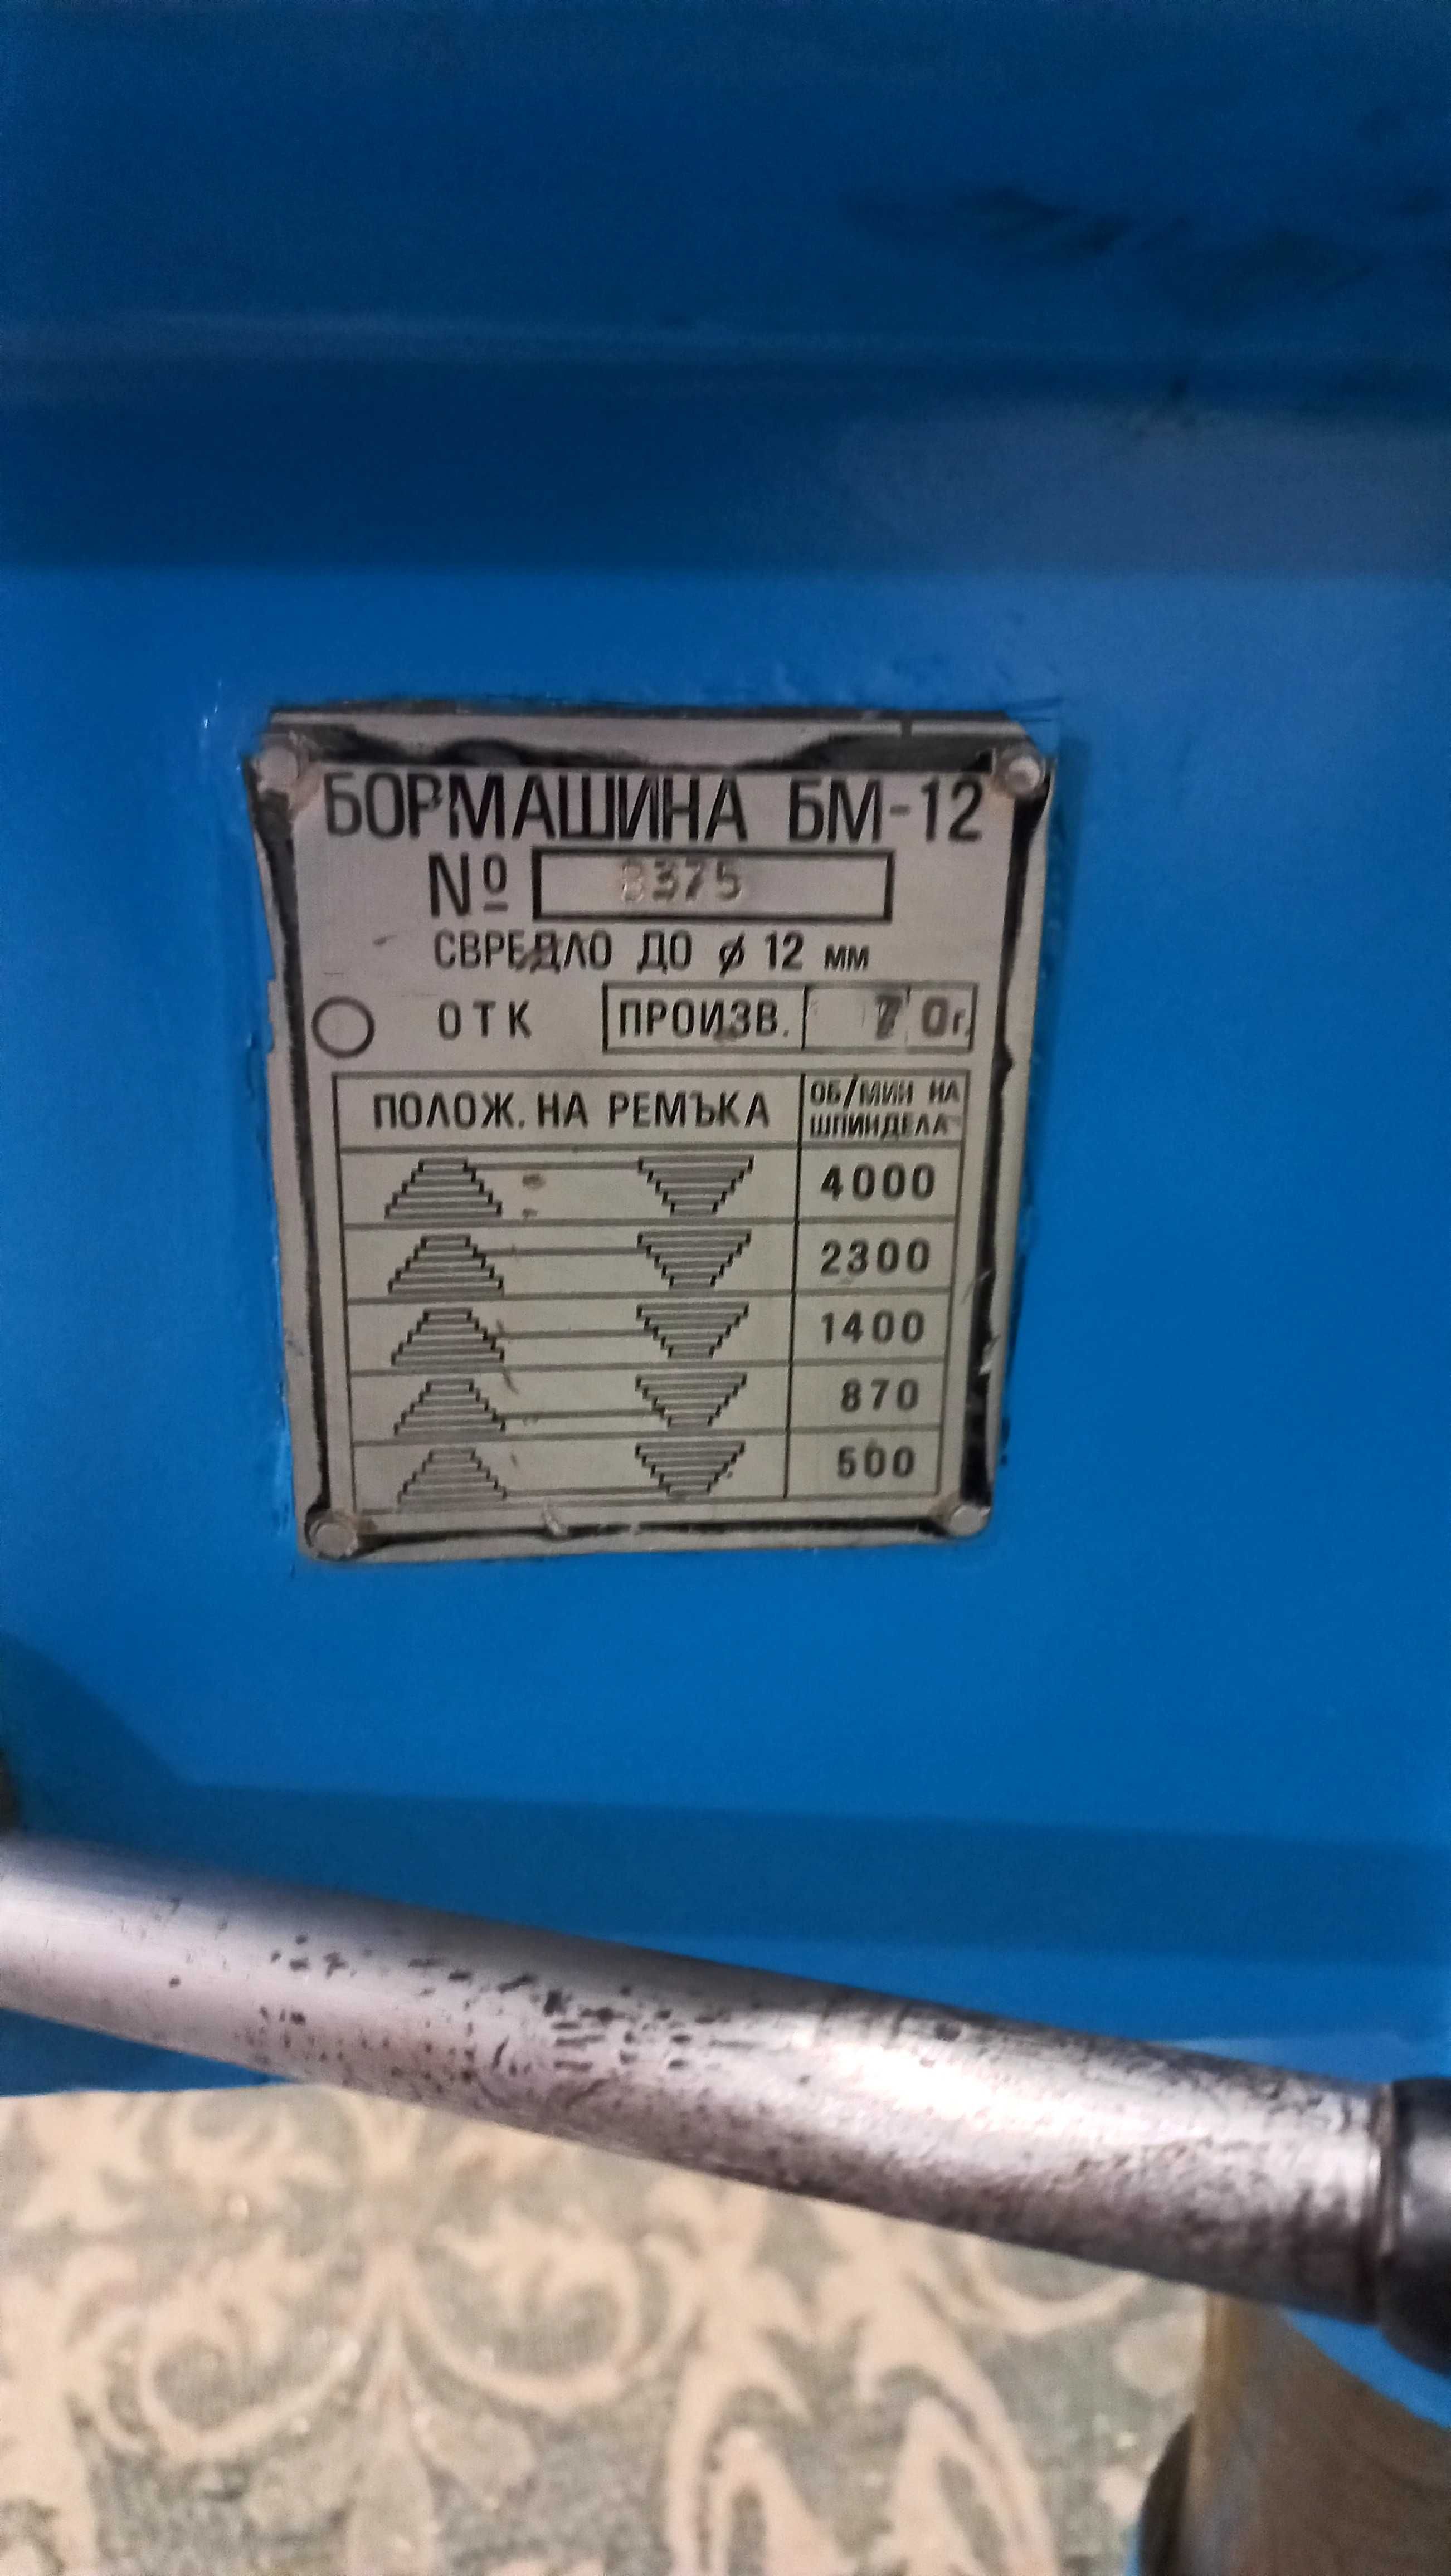 БОРМАШИНА БМ-12
№ 8375
СВРЕДЛО ДО ⌀ 12 мм
ОТК ПРОИЗВ. 70г.
ПОЛОЖ. НА РЕМЪКА ОБ/МИН НА ШПИНДЕЛА
4000
2300
1400
870
500